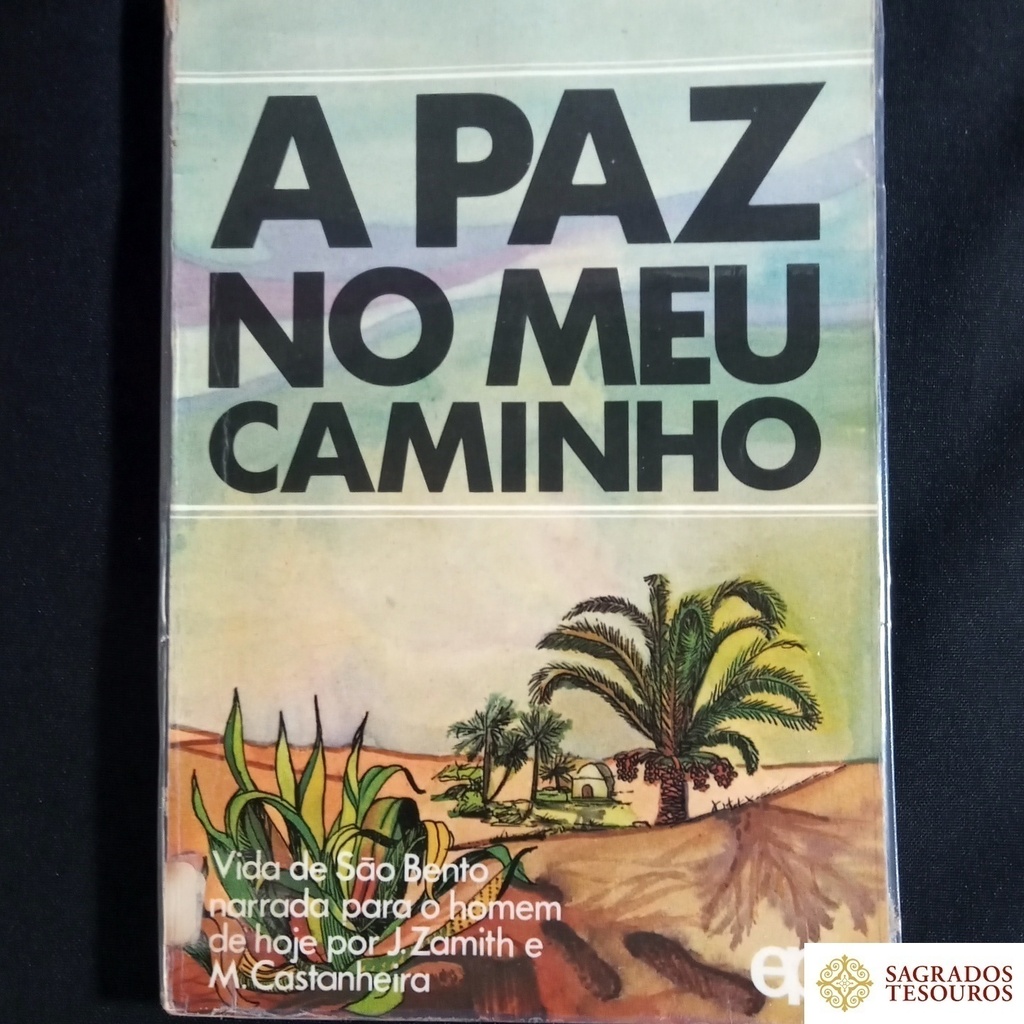 A PAZ
NO MEU
CAMINHO
Vida de São Bento
narrada para o homem
de hoje por J. Zamith e
M. Castanheira
SAGRADOS
TESOUROS